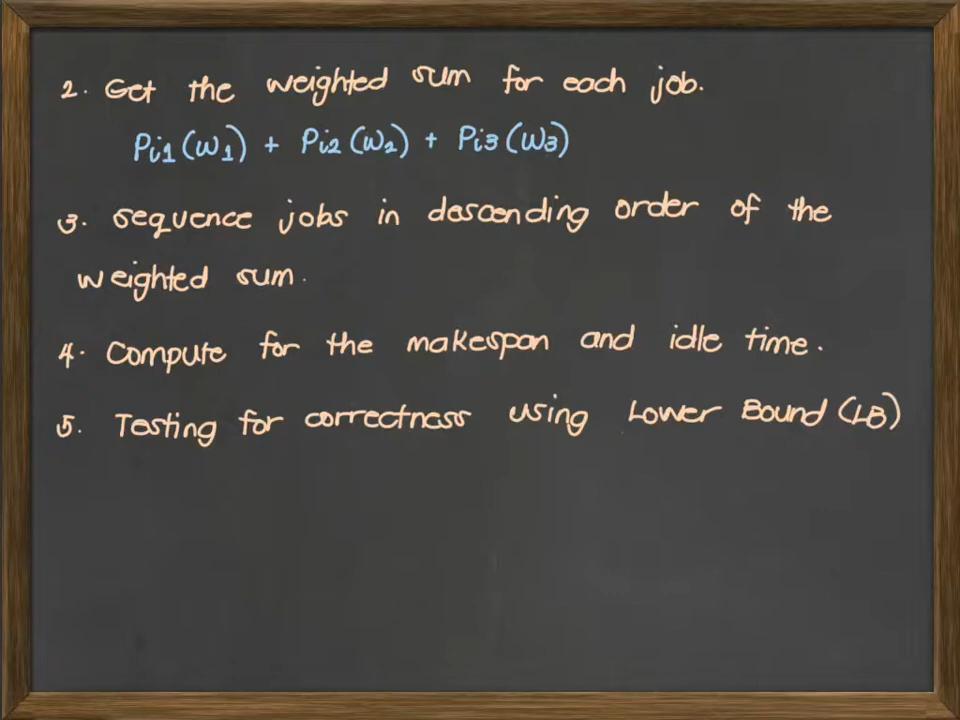 2. Get the weighted sum for each job.
Pi1 (W1) + Pi2 (W2) + Pi3 (W3)
3. sequence jobs in descending order of the
weighted sum.
4. Compute for the makespan and idle time.
5. Testing for correctness using Lower Bound (LB)